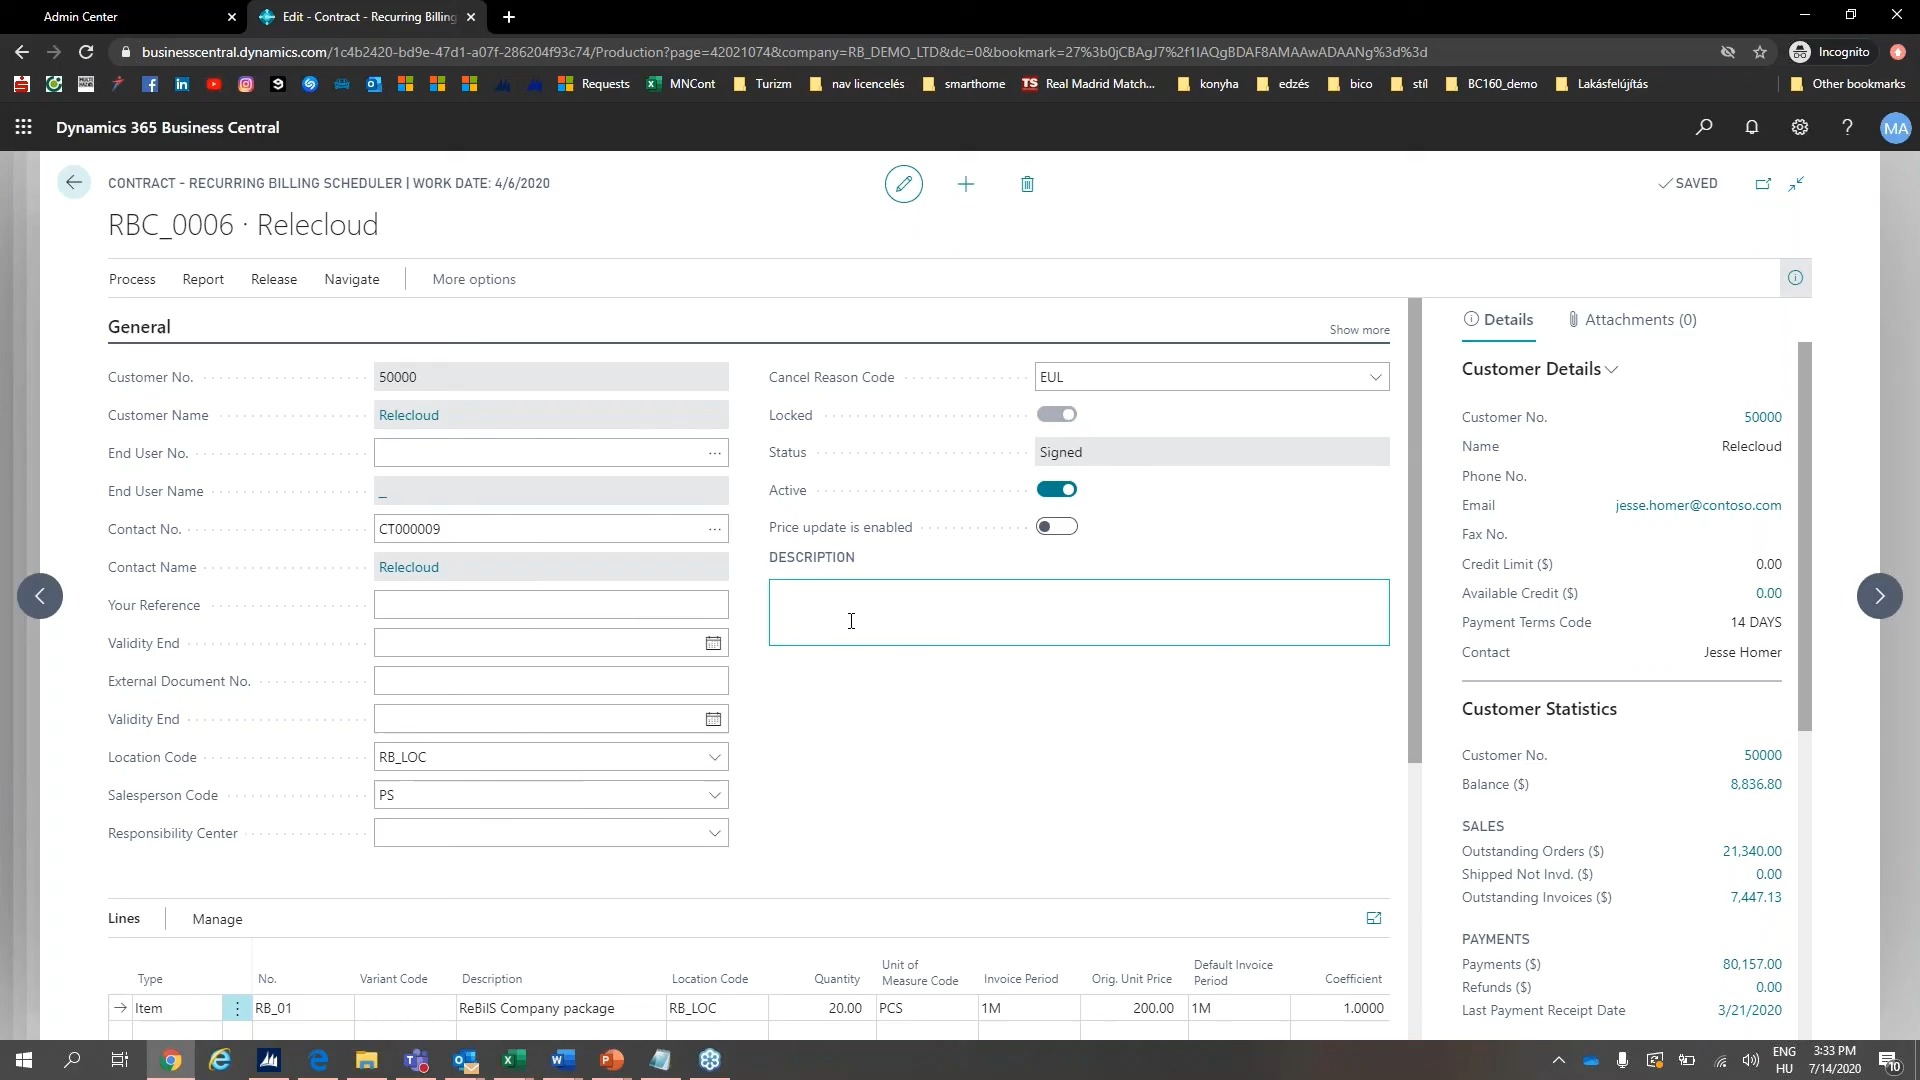 Admin Center
Edit - Contract - Recurring Billing
businesscentral.dynamics.com/1c4b2420-bd9e-47d1-a07f-286204f93c74/Production?page=42021074&company=RB_DEMO_LTD&dc=0&bookmark=27%3b0jCBAgJ7%2f1IAQgBDAF8AMAAwADAANg%3d%3d
Incognito
Requests
MNCont
Turizm
nav licencelés
smarthome
TS Real Madrid Match...
konyha
edzés
bico
stíl
BC160_demo
Lakásfelújítás
Other bookmarks
Dynamics 365 Business Central
MA
CONTRACT - RECURRING BILLING SCHEDULER | WORK DATE: 4/6/2020
SAVED
RBC_0006 · Relecloud
Process Report Release Navigate More options
General
Show more
Customer No. 50000
Customer Name Relecloud
End User No. ...
End User Name _
Contact No. CT000009 ...
Contact Name Relecloud
Your Reference
Validity End
External Document No.
Validity End
Location Code RB_LOC
Salesperson Code PS
Responsibility Center
Cancel Reason Code EUL
Locked
Status Signed
Active
Price update is enabled
DESCRIPTION
Lines Manage
Type No. Variant Code Description Location Code Quantity Unit of Measure Code Invoice Period Orig. Unit Price Default Invoice Period Coefficient
Item RB_01 ReBilS Company package RB_LOC 20.00 PCS 1M 200.00 1M 1.0000
Details Attachments (0)
Customer Details
Customer No. 50000
Name Relecloud
Phone No.
Email jesse.homer@contoso.com
Fax No.
Credit Limit ($) 0.00
Available Credit ($) 0.00
Payment Terms Code 14 DAYS
Contact Jesse Homer
Customer Statistics
Customer No. 50000
Balance ($) 8,836.80
SALES
Outstanding Orders ($) 21,340.00
Shipped Not Invd. ($) 0.00
Outstanding Invoices ($) 7,447.13
PAYMENTS
Payments ($) 80,157.00
Refunds ($) 0.00
Last Payment Receipt Date 3/21/2020
ENG
HU
3:33 PM
7/14/2020
10